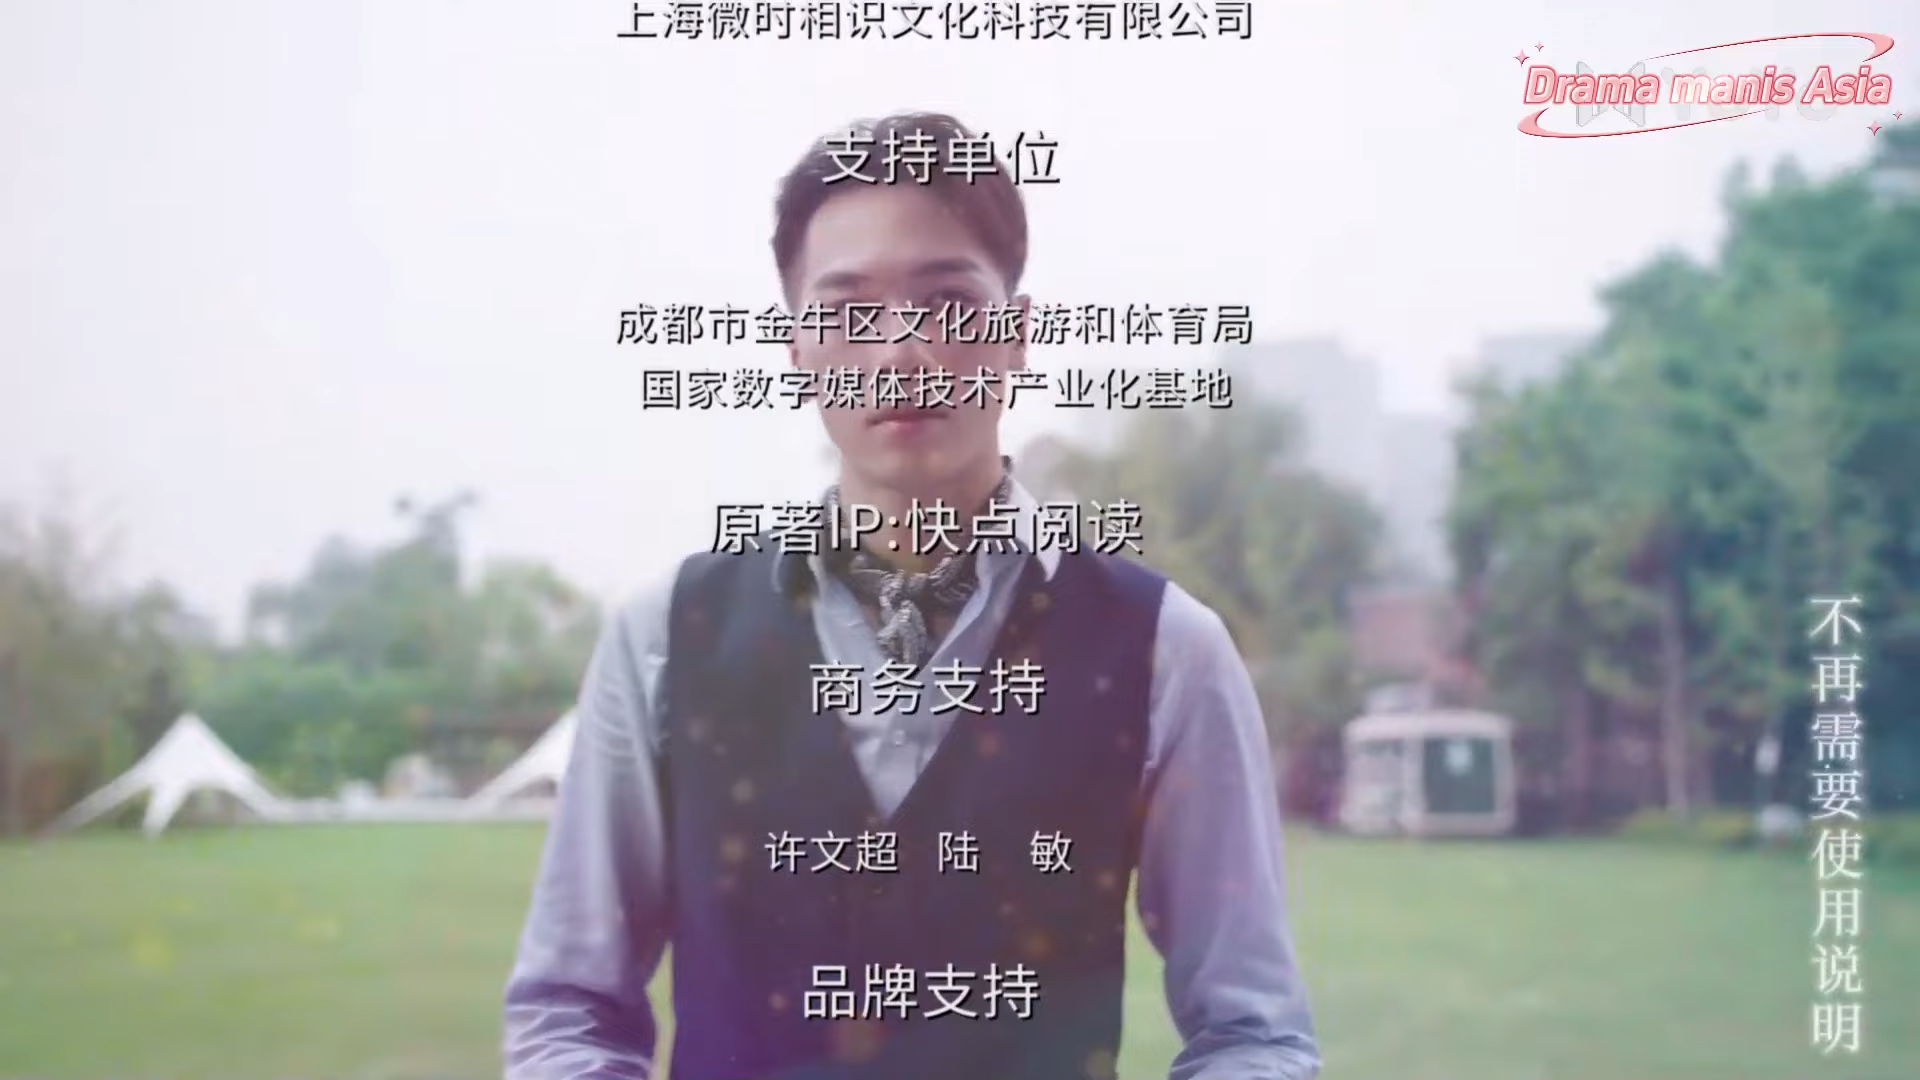 上海微时相识文化科技有限公司
Drama manis Asia
支持单位
成都市金牛区文化旅游和体育局
国家数字媒体技术产业化基地
原著IP:快点阅读
商务支持
许文超 陆 敏
品牌支持
不再需要使用说明